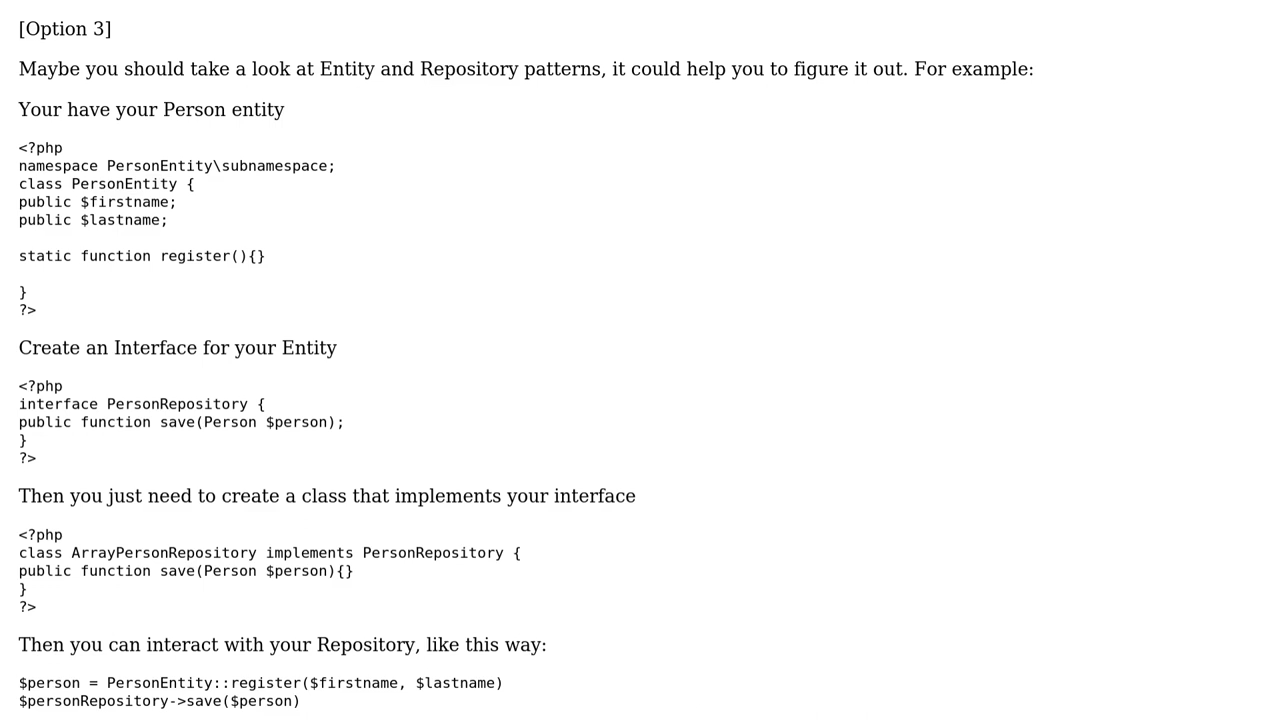 [Option 3]
Maybe you should take a look at Entity and Repository patterns, it could help you to figure it out. For example:
Your have your Person entity
<?php
namespace PersonEntity\subnamespace;
class PersonEntity {
public $firstname;
public $lastname;
static function register(){}
}
?>
Create an Interface for your Entity
<?php
interface PersonRepository {
public function save(Person $person);
}
?>
Then you just need to create a class that implements your interface
<?php
class ArrayPersonRepository implements PersonRepository {
public function save(Person $person){}
}
?>
Then you can interact with your Repository, like this way:
$person = PersonEntity::register($firstname, $lastname)
$personRepository->save($person)